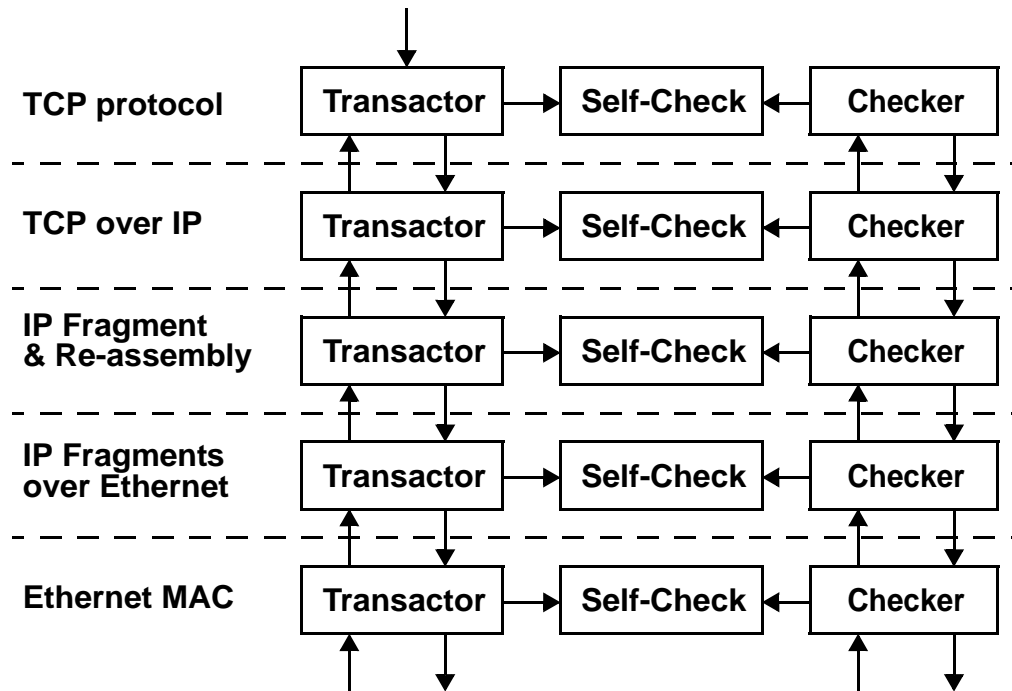 TCP protocol
Transactor
Self-Check
Checker
TCP over IP
Transactor
Self-Check
Checker
IP Fragment
& Re-assembly
Transactor
Self-Check
Checker
IP Fragments
over Ethernet
Transactor
Self-Check
Checker
Ethernet MAC
Transactor
Self-Check
Checker